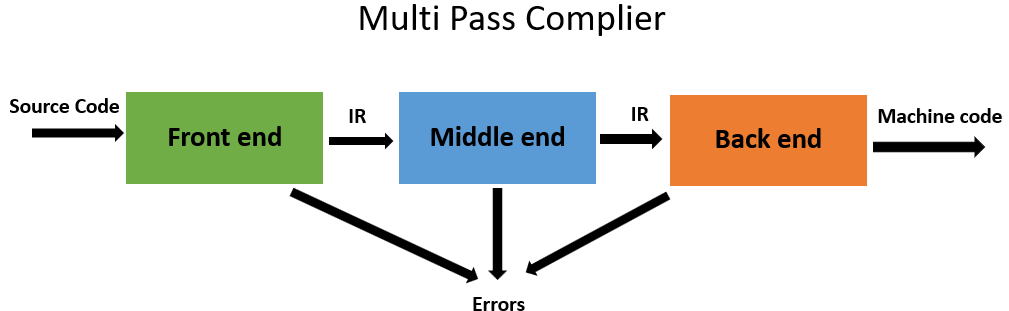 Multi Pass Complier
Source Code
Front end
IR
Middle end
IR
Back end
Machine code
Errors